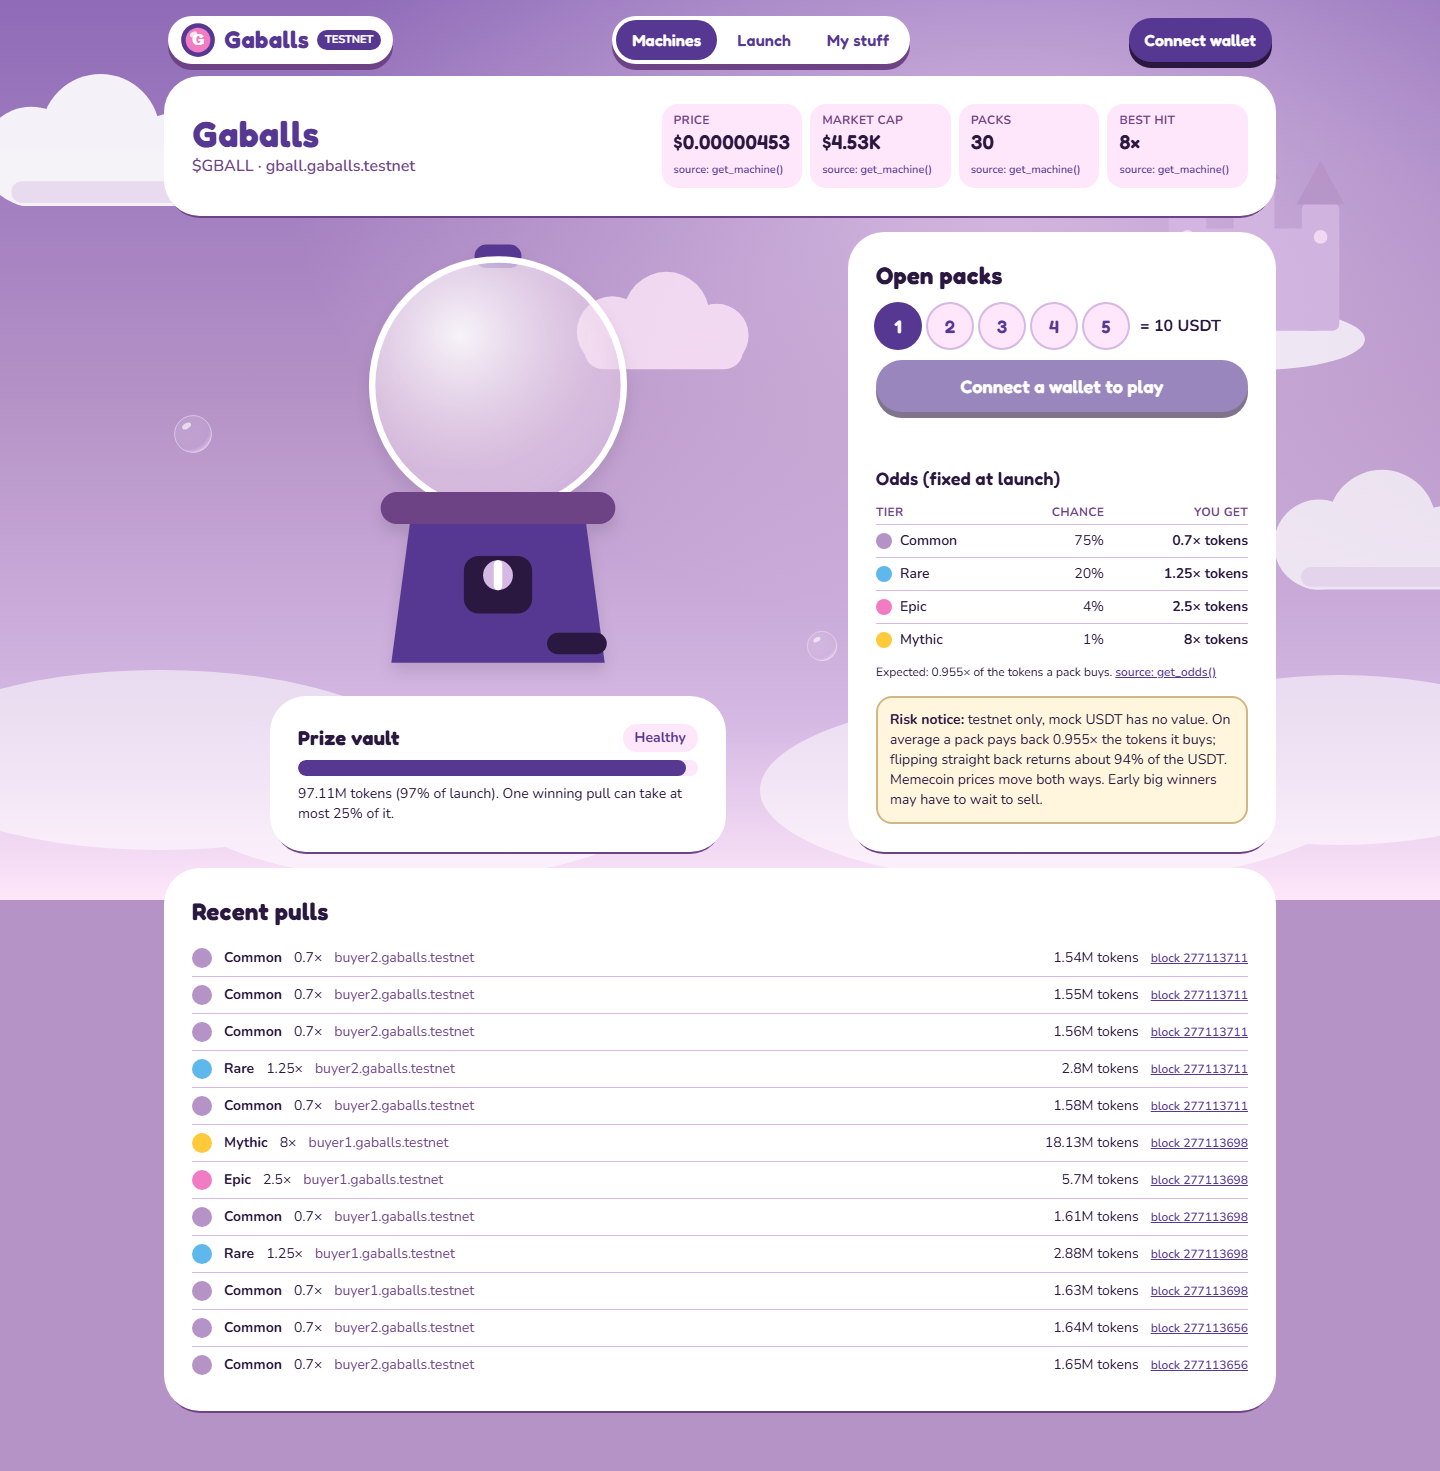 G Gaballs TESTNET
Machines Launch My stuff
Connect wallet
Gaballs
$GBALL · gball.gaballs.testnet
PRICE
$0.00000453
source: get_machine()
MARKET CAP
$4.53K
source: get_machine()
PACKS
30
source: get_machine()
BEST HIT
8×
source: get_machine()
Open packs
1 2 3 4 5 = 10 USDT
Connect a wallet to play
Odds (fixed at launch)
TIER CHANCE YOU GET
Common 75% 0.7× tokens
Rare 20% 1.25× tokens
Epic 4% 2.5× tokens
Mythic 1% 8× tokens
Expected: 0.955× of the tokens a pack buys. source: get_odds()
Risk notice: testnet only, mock USDT has no value. On
average a pack pays back 0.955× the tokens it buys;
flipping straight back returns about 94% of the USDT.
Memecoin prices move both ways. Early big winners
may have to wait to sell.
Prize vault Healthy
97.11M tokens (97% of launch). One winning pull can take at
most 25% of it.
Recent pulls
Common 0.7× buyer2.gaballs.testnet 1.54M tokens block 277113711
Common 0.7× buyer2.gaballs.testnet 1.55M tokens block 277113711
Common 0.7× buyer2.gaballs.testnet 1.56M tokens block 277113711
Rare 1.25× buyer2.gaballs.testnet 2.8M tokens block 277113711
Common 0.7× buyer2.gaballs.testnet 1.58M tokens block 277113711
Mythic 8× buyer1.gaballs.testnet 18.13M tokens block 277113698
Epic 2.5× buyer1.gaballs.testnet 5.7M tokens block 277113698
Common 0.7× buyer1.gaballs.testnet 1.61M tokens block 277113698
Rare 1.25× buyer1.gaballs.testnet 2.88M tokens block 277113698
Common 0.7× buyer1.gaballs.testnet 1.63M tokens block 277113698
Common 0.7× buyer2.gaballs.testnet 1.64M tokens block 277113656
Common 0.7× buyer2.gaballs.testnet 1.65M tokens block 277113656